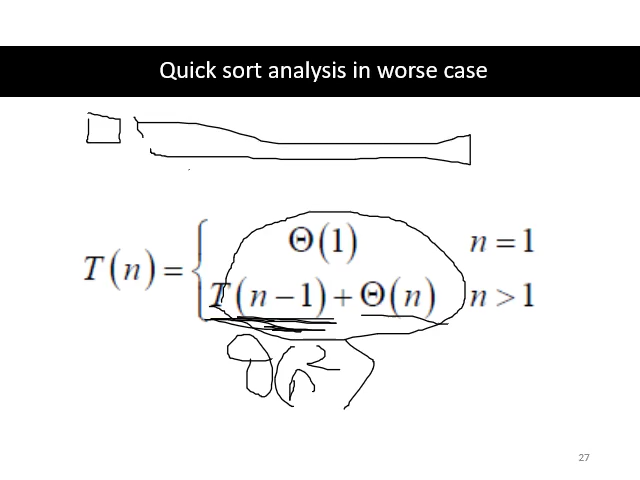 Quick sort analysis in worse case
Θ(1) n = 1
T(n) =
T(n − 1) + Θ(n) n > 1
27